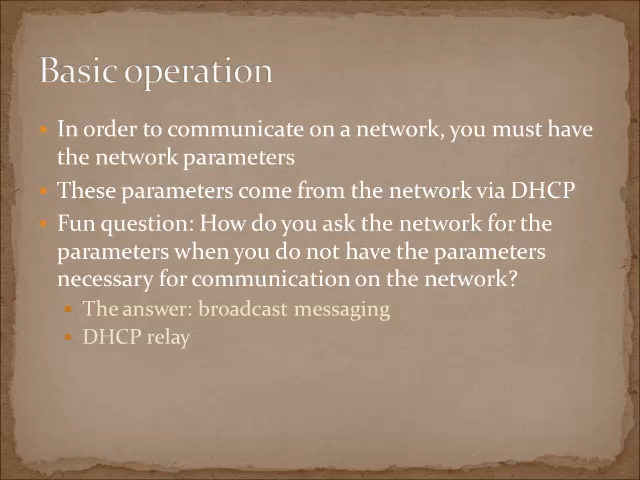 Basic operation
In order to communicate on a network, you must have
the network parameters
These parameters come from the network via DHCP
Fun question: How do you ask the network for the
parameters when you do not have the parameters
necessary for communication on the network?
The answer: broadcast messaging
DHCP relay